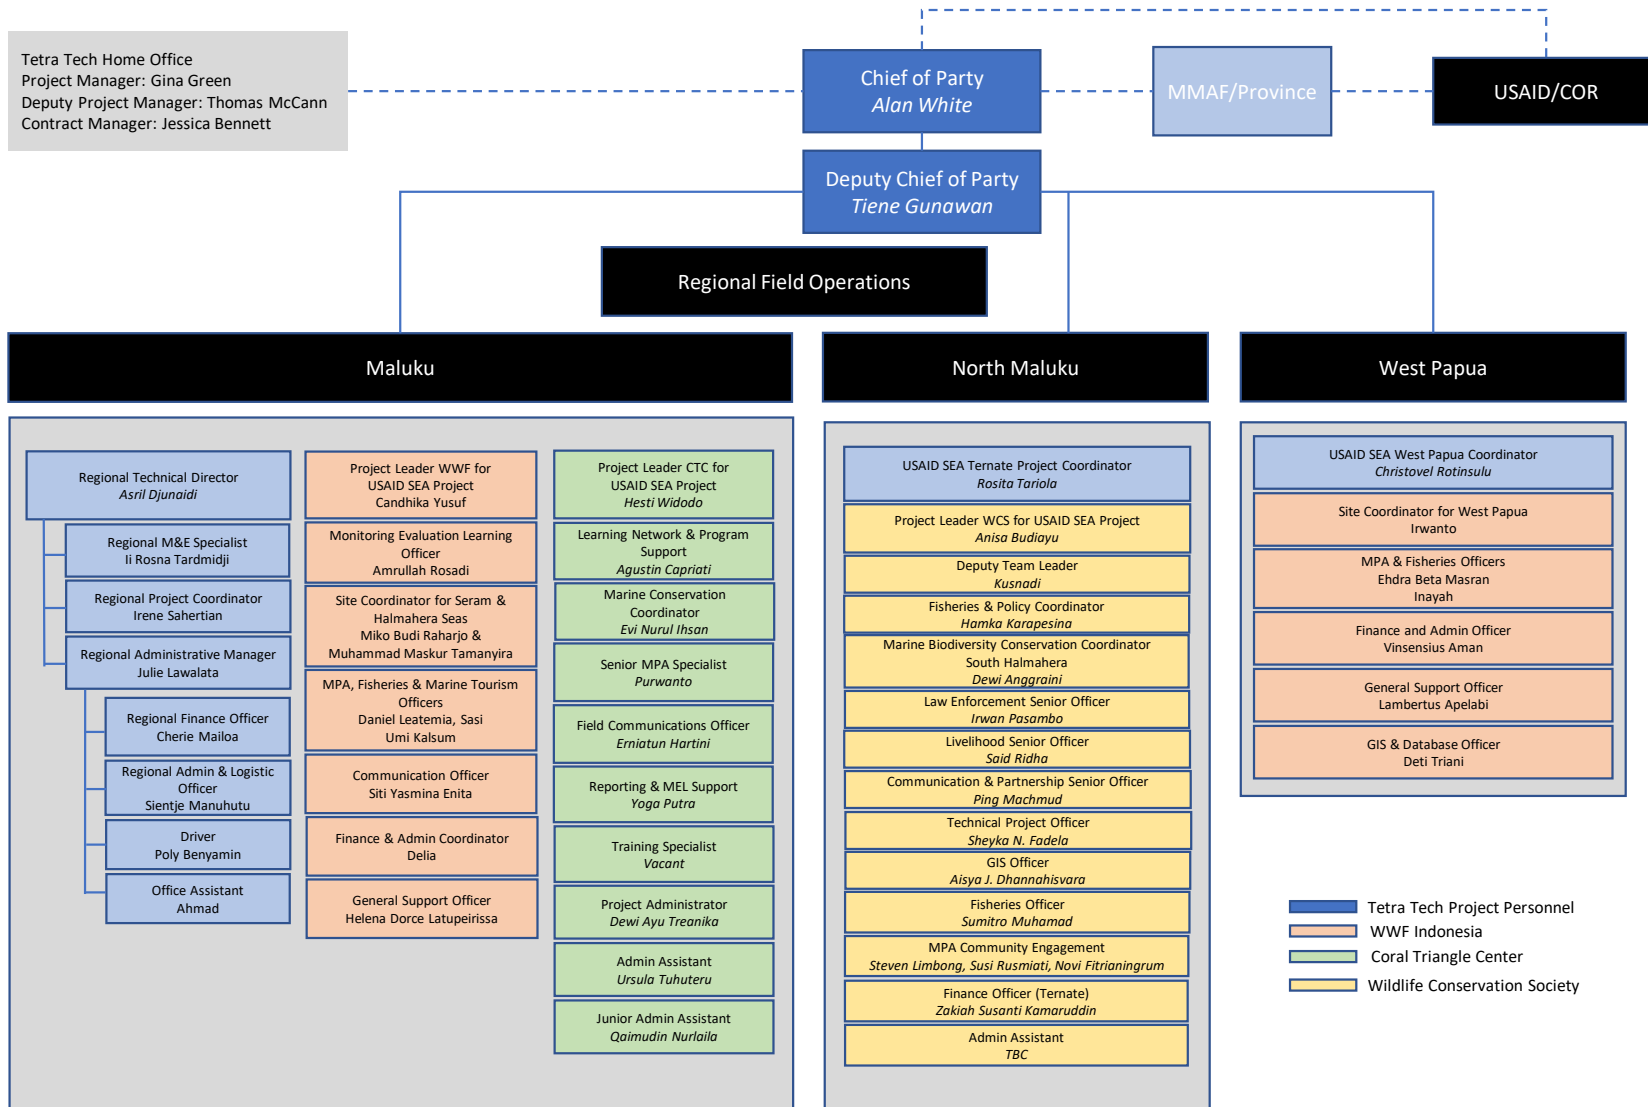 Tetra Tech Home Office
Project Manager: Gina Green
Deputy Project Manager: Thomas McCann
Contract Manager: Jessica Bennett
Chief of Party
Alan White
MMAF/Province
USAID/COR
Deputy Chief of Party
Tiene Gunawan
Regional Field Operations
Maluku
Regional Technical Director
Asril Djunaidi
Regional M&E Specialist
Ii Rosna Tardmidji
Regional Project Coordinator
Irene Sahertian
Regional Administrative Manager
Julie Lawalata
Regional Finance Officer
Cherie Mailoa
Regional Admin & Logistic
Officer
Sientje Manuhutu
Driver
Poly Benyamin
Office Assistant
Ahmad
Project Leader WWF for
USAID SEA Project
Candhika Yusuf
Monitoring Evaluation Learning
Officer
Amrullah Rosadi
Site Coordinator for Seram &
Halmahera Seas
Miko Budi Raharjo &
Muhammad Maskur Tamanyira
MPA, Fisheries & Marine Tourism
Officers
Daniel Leatemia, Sasi
Umi Kalsum
Communication Officer
Siti Yasmina Enita
Finance & Admin Coordinator
Delia
General Support Officer
Helena Dorce Latupeirissa
Project Leader CTC for
USAID SEA Project
Hesti Widodo
Learning Network & Program
Support
Agustin Capriati
Marine Conservation
Coordinator
Evi Nurul Ihsan
Senior MPA Specialist
Purwanto
Field Communications Officer
Erniatun Hartini
Reporting & MEL Support
Yoga Putra
Training Specialist
Vacant
Project Administrator
Dewi Ayu Treanika
Admin Assistant
Ursula Tuhuteru
Junior Admin Assistant
Qaimudin Nurlaila
North Maluku
USAID SEA Ternate Project Coordinator
Rosita Tariola
Project Leader WCS for USAID SEA Project
Anisa Budiayu
Deputy Team Leader
Kusnadi
Fisheries & Policy Coordinator
Hamka Karapesina
Marine Biodiversity Conservation Coordinator
South Halmahera
Dewi Anggraini
Law Enforcement Senior Officer
Irwan Pasambo
Livelihood Senior Officer
Said Ridha
Communication & Partnership Senior Officer
Ping Machmud
Technical Project Officer
Sheyka N. Fadela
GIS Officer
Aisya J. Dhannahisvara
Fisheries Officer
Sumitro Muhamad
MPA Community Engagement
Steven Limbong, Susi Rusmiati, Novi Fitrianingrum
Finance Officer (Ternate)
Zakiah Susanti Kamaruddin
Admin Assistant
TBC
West Papua
USAID SEA West Papua Coordinator
Christovel Rotinsulu
Site Coordinator for West Papua
Irwanto
MPA & Fisheries Officers
Ehdra Beta Masran
Inayah
Finance and Admin Officer
Vinsensius Aman
General Support Officer
Lambertus Apelabi
GIS & Database Officer
Deti Triani
Tetra Tech Project Personnel
WWF Indonesia
Coral Triangle Center
Wildlife Conservation Society